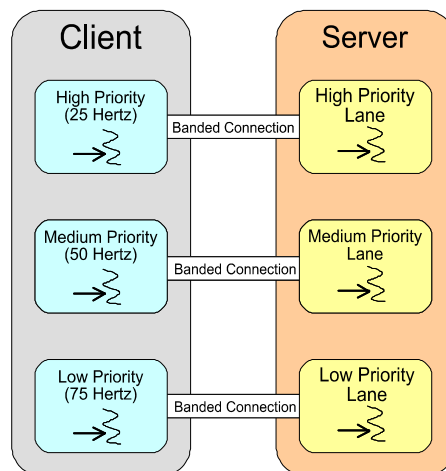 Client
Server
High Priority
(25 Hertz)
Banded Connection
High Priority
Lane
Medium Priority
(50 Hertz)
Banded Connection
Medium Priority
Lane
Low Priority
(75 Hertz)
Banded Connection
Low Priority
Lane